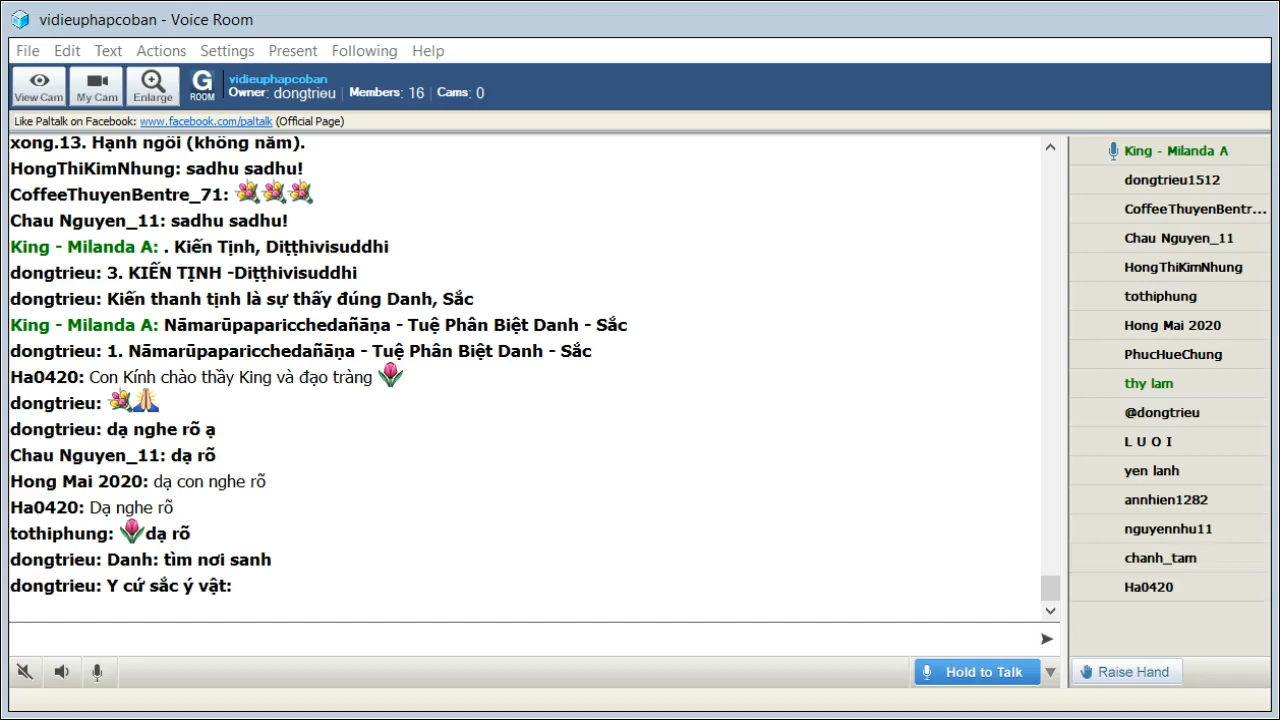 vidieuphapcoban - Voice Room
File Edit Text Actions Settings Present Following Help
View Cam My Cam Enlarge G ROOM
vidieuphapcoban
Owner: dongtrieu Members: 16 Cams: 0
Like Paltalk on Facebook: www.facebook.com/paltalk (Official Page)
xong.13. Hạnh ngồi (không nằm).
HongThiKimNhung: sadhu sadhu!
CoffeeThuyenBentre_71:
Chau Nguyen_11: sadhu sadhu!
King - Milanda A: . Kiến Tịnh, Diṭṭhivisuddhi
dongtrieu: 3. KIẾN TỊNH -Diṭṭhivisuddhi
dongtrieu: Kiến thanh tịnh là sự thấy đúng Danh, Sắc
King - Milanda A: Nāmarūpaparicchedañāṇa - Tuệ Phân Biệt Danh - Sắc
dongtrieu: 1. Nāmarūpaparicchedañāṇa - Tuệ Phân Biệt Danh - Sắc
Ha0420: Con Kính chào thầy King và đạo tràng
dongtrieu:
dongtrieu: dạ nghe rõ ạ
Chau Nguyen_11: dạ rõ
Hong Mai 2020: dạ con nghe rõ
Ha0420: Dạ nghe rõ
tothiphung: dạ rõ
dongtrieu: Danh: tìm nơi sanh
dongtrieu: Y cứ sắc ý vật:
King - Milanda A
dongtrieu1512
CoffeeThuyenBentr...
Chau Nguyen_11
HongThiKimNhung
tothiphung
Hong Mai 2020
PhucHueChung
thy lam
@dongtrieu
L U O I
yen lanh
annhien1282
nguyennhu11
chanh_tam
Ha0420
Hold to Talk
Raise Hand